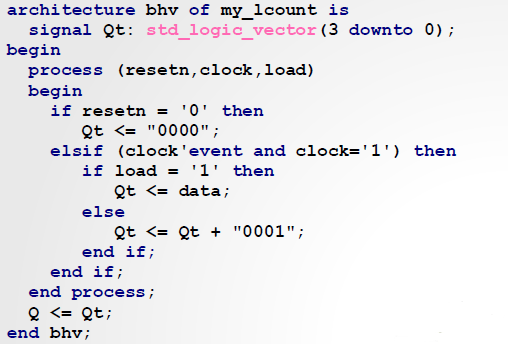 architecture bhv of my_lcount is
signal Qt: std_logic_vector(3 downto 0);
begin
process (resetn,clock,load)
begin
if resetn = '0' then
Qt <= "0000";
elsif (clock'event and clock='1') then
if load = '1' then
Qt <= data;
else
Qt <= Qt + "0001";
end if;
end if;
end process;
Q <= Qt;
end bhv;